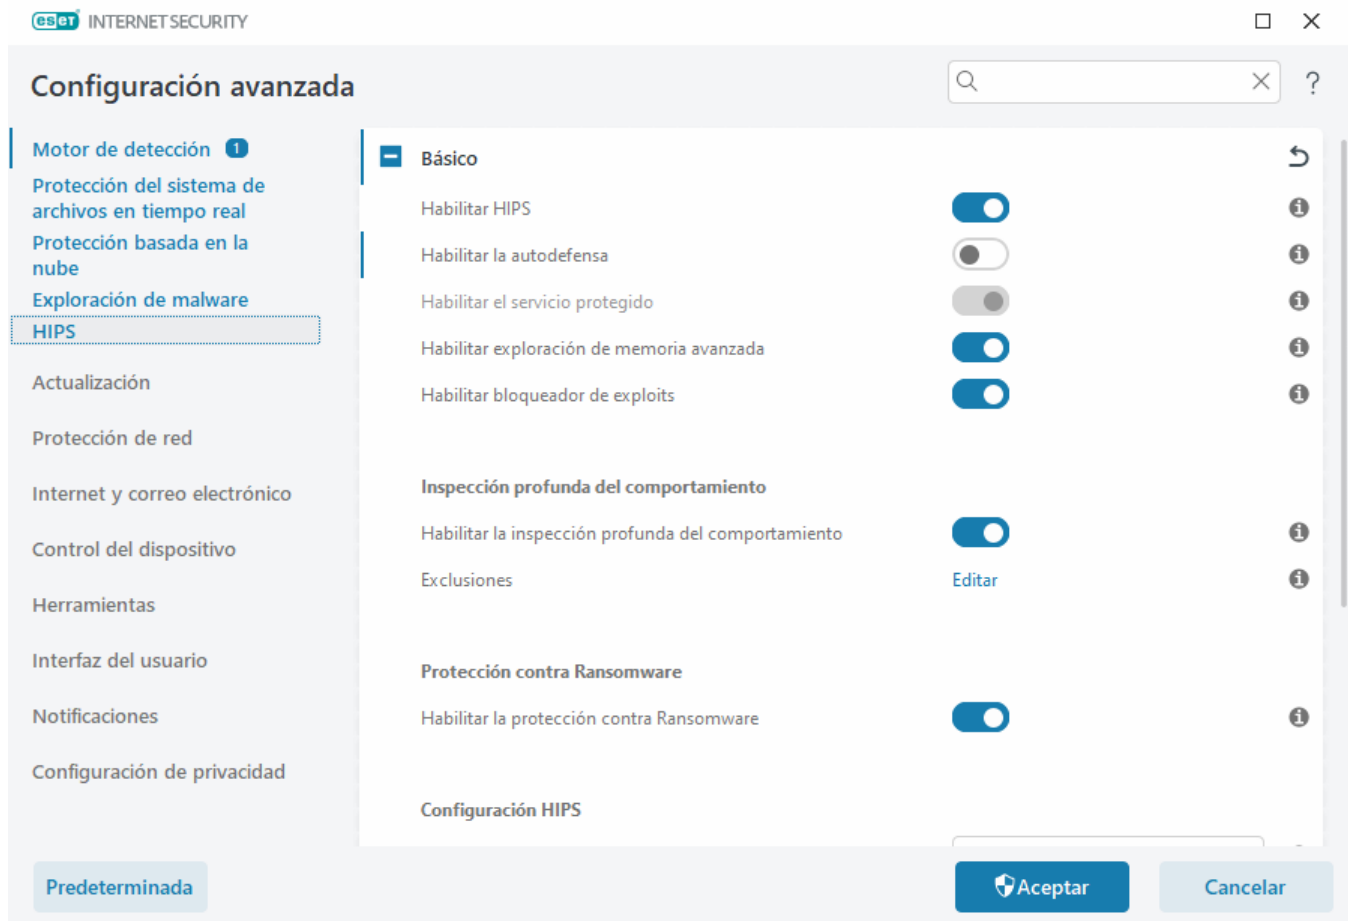 eset INTERNET SECURITY
Configuración avanzada
?
Motor de detección 1
Protección del sistema de
archivos en tiempo real
Protección basada en la
nube
Exploración de malware
HIPS
Actualización
Protección de red
Internet y correo electrónico
Control del dispositivo
Herramientas
Interfaz del usuario
Notificaciones
Configuración de privacidad
Básico
Habilitar HIPS
Habilitar la autodefensa
Habilitar el servicio protegido
Habilitar exploración de memoria avanzada
Habilitar bloqueador de exploits
Inspección profunda del comportamiento
Habilitar la inspección profunda del comportamiento
Exclusiones Editar
Protección contra Ransomware
Habilitar la protección contra Ransomware
Configuración HIPS
Predeterminada Aceptar Cancelar